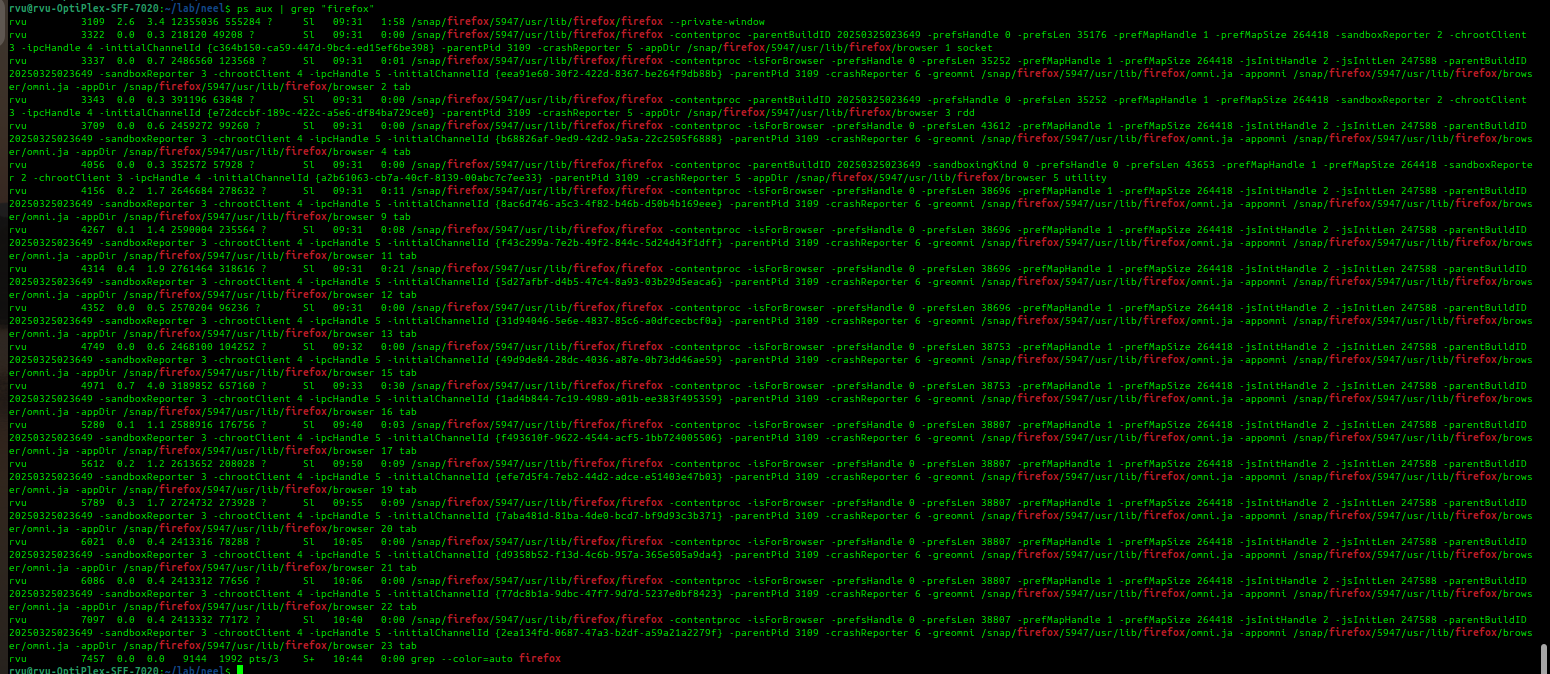 rvu@rvu-OptiPlex-SFF-7020:~/lab/neel$ ps aux | grep "firefox"
rvu        3109  2.6  3.4 12355036 555284 ?     Sl   09:31   1:58 /snap/firefox/5947/usr/lib/firefox/firefox --private-window
rvu        3322  0.0  0.3 218120 49208 ?        Sl   09:31   0:00 /snap/firefox/5947/usr/lib/firefox/firefox -contentproc -parentBuildID 20250325023649 -prefsHandle 0 -prefsLen 35176 -prefMapHandle 1 -prefMapSize 264418 -sandboxReporter 2 -chrootClient
3 -ipcHandle 4 -initialChannelId {c364b150-ca59-447d-9bc4-ed15ef6be398} -parentPid 3109 -crashReporter 5 -appDir /snap/firefox/5947/usr/lib/firefox/browser 1 socket
rvu        3337  0.0  0.7 2486560 123568 ?      Sl   09:31   0:01 /snap/firefox/5947/usr/lib/firefox/firefox -contentproc -isForBrowser -prefsHandle 0 -prefsLen 35252 -prefMapHandle 1 -prefMapSize 264418 -jsInitHandle 2 -jsInitLen 247588 -parentBuildID
20250325023649 -sandboxReporter 3 -chrootClient 4 -ipcHandle 5 -initialChannelId {eea91e60-30f2-422d-8367-be264f9db88b} -parentPid 3109 -crashReporter 6 -greomni /snap/firefox/5947/usr/lib/firefox/omni.ja -appomni /snap/firefox/5947/usr/lib/firefox/brows
er/omni.ja -appDir /snap/firefox/5947/usr/lib/firefox/browser 2 tab
rvu        3343  0.0  0.3 391196 63848 ?        Sl   09:31   0:00 /snap/firefox/5947/usr/lib/firefox/firefox -contentproc -parentBuildID 20250325023649 -prefsHandle 0 -prefsLen 35252 -prefMapHandle 1 -prefMapSize 264418 -sandboxReporter 2 -chrootClient
3 -ipcHandle 4 -initialChannelId {e72dccbf-189c-422c-a5e6-df84ba729ce0} -parentPid 3109 -crashReporter 5 -appDir /snap/firefox/5947/usr/lib/firefox/browser 3 rdd
rvu        3709  0.0  0.6 2459272 99260 ?       Sl   09:31   0:00 /snap/firefox/5947/usr/lib/firefox/firefox -contentproc -isForBrowser -prefsHandle 0 -prefsLen 43612 -prefMapHandle 1 -prefMapSize 264418 -jsInitHandle 2 -jsInitLen 247588 -parentBuildID
20250325023649 -sandboxReporter 3 -chrootClient 4 -ipcHandle 5 -initialChannelId {b68826af-9ed9-42d2-9a5a-22c2505f6888} -parentPid 3109 -crashReporter 6 -greomni /snap/firefox/5947/usr/lib/firefox/omni.ja -appomni /snap/firefox/5947/usr/lib/firefox/brows
er/omni.ja -appDir /snap/firefox/5947/usr/lib/firefox/browser 4 tab
rvu        4056  0.0  0.3 352572 57928 ?        Sl   09:31   0:00 /snap/firefox/5947/usr/lib/firefox/firefox -contentproc -parentBuildID 20250325023649 -sandboxingKind 0 -prefsHandle 0 -prefsLen 43653 -prefMapHandle 1 -prefMapSize 264418 -sandboxReporte
r 2 -chrootClient 3 -ipcHandle 4 -initialChannelId {a2b61063-cb7a-40cf-8139-00abc7c7ee33} -parentPid 3109 -crashReporter 5 -appDir /snap/firefox/5947/usr/lib/firefox/browser 5 utility
rvu        4156  0.2  1.7 2646684 278632 ?      Sl   09:31   0:11 /snap/firefox/5947/usr/lib/firefox/firefox -contentproc -isForBrowser -prefsHandle 0 -prefsLen 38696 -prefMapHandle 1 -prefMapSize 264418 -jsInitHandle 2 -jsInitLen 247588 -parentBuildID
20250325023649 -sandboxReporter 3 -chrootClient 4 -ipcHandle 5 -initialChannelId {8ac6d746-a5c3-4f82-b46b-d50b4b169eee} -parentPid 3109 -crashReporter 6 -greomni /snap/firefox/5947/usr/lib/firefox/omni.ja -appomni /snap/firefox/5947/usr/lib/firefox/brows
er/omni.ja -appDir /snap/firefox/5947/usr/lib/firefox/browser 9 tab
rvu        4267  0.1  1.4 2590004 235564 ?      Sl   09:31   0:08 /snap/firefox/5947/usr/lib/firefox/firefox -contentproc -isForBrowser -prefsHandle 0 -prefsLen 38696 -prefMapHandle 1 -prefMapSize 264418 -jsInitHandle 2 -jsInitLen 247588 -parentBuildID
20250325023649 -sandboxReporter 3 -chrootClient 4 -ipcHandle 5 -initialChannelId {f43c299a-7e2b-49f2-844c-5d24d43f1dff} -parentPid 3109 -crashReporter 6 -greomni /snap/firefox/5947/usr/lib/firefox/omni.ja -appomni /snap/firefox/5947/usr/lib/firefox/brows
er/omni.ja -appDir /snap/firefox/5947/usr/lib/firefox/browser 11 tab
rvu        4314  0.4  1.9 2761464 318616 ?      Sl   09:31   0:21 /snap/firefox/5947/usr/lib/firefox/firefox -contentproc -isForBrowser -prefsHandle 0 -prefsLen 38696 -prefMapHandle 1 -prefMapSize 264418 -jsInitHandle 2 -jsInitLen 247588 -parentBuildID
20250325023649 -sandboxReporter 3 -chrootClient 4 -ipcHandle 5 -initialChannelId {5d27afbf-d4b5-47c4-8a93-03b29d5eaca6} -parentPid 3109 -crashReporter 6 -greomni /snap/firefox/5947/usr/lib/firefox/omni.ja -appomni /snap/firefox/5947/usr/lib/firefox/brows
er/omni.ja -appDir /snap/firefox/5947/usr/lib/firefox/browser 12 tab
rvu        4352  0.0  0.5 2570204 96236 ?       Sl   09:31   0:00 /snap/firefox/5947/usr/lib/firefox/firefox -contentproc -isForBrowser -prefsHandle 0 -prefsLen 38696 -prefMapHandle 1 -prefMapSize 264418 -jsInitHandle 2 -jsInitLen 247588 -parentBuildID
20250325023649 -sandboxReporter 3 -chrootClient 4 -ipcHandle 5 -initialChannelId {31d94046-5e6e-4837-85c6-a0dfcecbcf0a} -parentPid 3109 -crashReporter 6 -greomni /snap/firefox/5947/usr/lib/firefox/omni.ja -appomni /snap/firefox/5947/usr/lib/firefox/brows
er/omni.ja -appDir /snap/firefox/5947/usr/lib/firefox/browser 13 tab
rvu        4749  0.0  0.6 2468100 104252 ?      Sl   09:32   0:00 /snap/firefox/5947/usr/lib/firefox/firefox -contentproc -isForBrowser -prefsHandle 0 -prefsLen 38753 -prefMapHandle 1 -prefMapSize 264418 -jsInitHandle 2 -jsInitLen 247588 -parentBuildID
20250325023649 -sandboxReporter 3 -chrootClient 4 -ipcHandle 5 -initialChannelId {49d9de84-28dc-4036-a87e-0b73dd46ae59} -parentPid 3109 -crashReporter 6 -greomni /snap/firefox/5947/usr/lib/firefox/omni.ja -appomni /snap/firefox/5947/usr/lib/firefox/brows
er/omni.ja -appDir /snap/firefox/5947/usr/lib/firefox/browser 15 tab
rvu        4971  0.7  4.0 3189852 657160 ?      Sl   09:33   0:30 /snap/firefox/5947/usr/lib/firefox/firefox -contentproc -isForBrowser -prefsHandle 0 -prefsLen 38753 -prefMapHandle 1 -prefMapSize 264418 -jsInitHandle 2 -jsInitLen 247588 -parentBuildID
20250325023649 -sandboxReporter 3 -chrootClient 4 -ipcHandle 5 -initialChannelId {1ad4b844-7c19-4989-a01b-ee383f495359} -parentPid 3109 -crashReporter 6 -greomni /snap/firefox/5947/usr/lib/firefox/omni.ja -appomni /snap/firefox/5947/usr/lib/firefox/brows
er/omni.ja -appDir /snap/firefox/5947/usr/lib/firefox/browser 16 tab
rvu        5280  0.1  1.1 2588916 176756 ?      Sl   09:40   0:03 /snap/firefox/5947/usr/lib/firefox/firefox -contentproc -isForBrowser -prefsHandle 0 -prefsLen 38807 -prefMapHandle 1 -prefMapSize 264418 -jsInitHandle 2 -jsInitLen 247588 -parentBuildID
20250325023649 -sandboxReporter 3 -chrootClient 4 -ipcHandle 5 -initialChannelId {f493610f-9622-4544-acf5-1bb724005506} -parentPid 3109 -crashReporter 6 -greomni /snap/firefox/5947/usr/lib/firefox/omni.ja -appomni /snap/firefox/5947/usr/lib/firefox/brows
er/omni.ja -appDir /snap/firefox/5947/usr/lib/firefox/browser 17 tab
rvu        5612  0.2  1.2 2613652 208028 ?      Sl   09:50   0:09 /snap/firefox/5947/usr/lib/firefox/firefox -contentproc -isForBrowser -prefsHandle 0 -prefsLen 38807 -prefMapHandle 1 -prefMapSize 264418 -jsInitHandle 2 -jsInitLen 247588 -parentBuildID
20250325023649 -sandboxReporter 3 -chrootClient 4 -ipcHandle 5 -initialChannelId {efe7d5f4-7eb2-44d2-adce-e51403e47b03} -parentPid 3109 -crashReporter 6 -greomni /snap/firefox/5947/usr/lib/firefox/omni.ja -appomni /snap/firefox/5947/usr/lib/firefox/brows
er/omni.ja -appDir /snap/firefox/5947/usr/lib/firefox/browser 19 tab
rvu        5789  0.3  1.7 2724732 273928 ?      Sl   09:55   0:09 /snap/firefox/5947/usr/lib/firefox/firefox -contentproc -isForBrowser -prefsHandle 0 -prefsLen 38807 -prefMapHandle 1 -prefMapSize 264418 -jsInitHandle 2 -jsInitLen 247588 -parentBuildID
20250325023649 -sandboxReporter 3 -chrootClient 4 -ipcHandle 5 -initialChannelId {7aba481d-81ba-4de0-bcd7-bf9d93c3b371} -parentPid 3109 -crashReporter 6 -greomni /snap/firefox/5947/usr/lib/firefox/omni.ja -appomni /snap/firefox/5947/usr/lib/firefox/brows
er/omni.ja -appDir /snap/firefox/5947/usr/lib/firefox/browser 20 tab
rvu        6021  0.0  0.4 2413316 78288 ?       Sl   10:05   0:00 /snap/firefox/5947/usr/lib/firefox/firefox -contentproc -isForBrowser -prefsHandle 0 -prefsLen 38807 -prefMapHandle 1 -prefMapSize 264418 -jsInitHandle 2 -jsInitLen 247588 -parentBuildID
20250325023649 -sandboxReporter 3 -chrootClient 4 -ipcHandle 5 -initialChannelId {d9358b52-f13d-4c6b-957a-365e505a9da4} -parentPid 3109 -crashReporter 6 -greomni /snap/firefox/5947/usr/lib/firefox/omni.ja -appomni /snap/firefox/5947/usr/lib/firefox/brows
er/omni.ja -appDir /snap/firefox/5947/usr/lib/firefox/browser 21 tab
rvu        6086  0.0  0.4 2413312 77656 ?       Sl   10:06   0:00 /snap/firefox/5947/usr/lib/firefox/firefox -contentproc -isForBrowser -prefsHandle 0 -prefsLen 38807 -prefMapHandle 1 -prefMapSize 264418 -jsInitHandle 2 -jsInitLen 247588 -parentBuildID
20250325023649 -sandboxReporter 3 -chrootClient 4 -ipcHandle 5 -initialChannelId {77dc8b1a-9dbc-47f7-9d7d-5237e0bf8423} -parentPid 3109 -crashReporter 6 -greomni /snap/firefox/5947/usr/lib/firefox/omni.ja -appomni /snap/firefox/5947/usr/lib/firefox/brows
er/omni.ja -appDir /snap/firefox/5947/usr/lib/firefox/browser 22 tab
rvu        7097  0.0  0.4 2413332 77172 ?       Sl   10:40   0:00 /snap/firefox/5947/usr/lib/firefox/firefox -contentproc -isForBrowser -prefsHandle 0 -prefsLen 38807 -prefMapHandle 1 -prefMapSize 264418 -jsInitHandle 2 -jsInitLen 247588 -parentBuildID
20250325023649 -sandboxReporter 3 -chrootClient 4 -ipcHandle 5 -initialChannelId {2ea134fd-0687-47a3-b2df-a59a21a2279f} -parentPid 3109 -crashReporter 6 -greomni /snap/firefox/5947/usr/lib/firefox/omni.ja -appomni /snap/firefox/5947/usr/lib/firefox/brows
er/omni.ja -appDir /snap/firefox/5947/usr/lib/firefox/browser 23 tab
rvu        7457  0.0  0.0   9144  1992 pts/3    S+   10:44   0:00 grep --color=auto firefox
rvu@rvu-OptiPlex-SFF-7020:~/lab/neel$